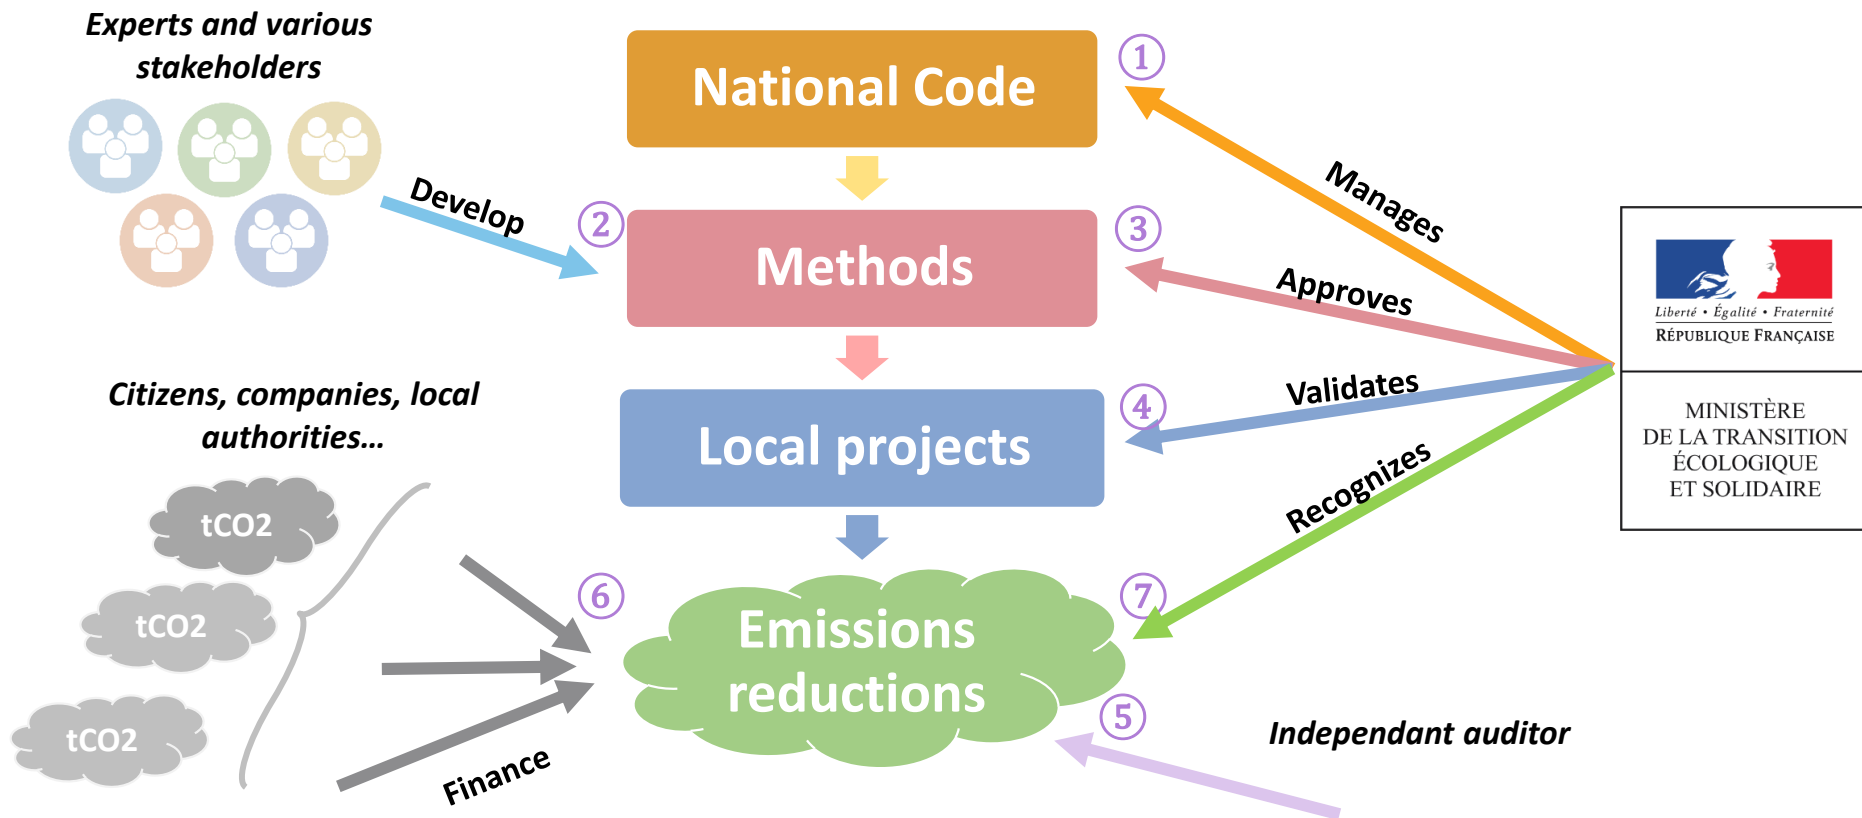 Experts and various
stakeholders
National Code
①
Manages
Develop
②
Methods
③
Approves
Liberté • Égalité • Fraternité
RÉPUBLIQUE FRANÇAISE
Citizens, companies, local
authorities…
Local projects
④
Validates
MINISTÈRE
DE LA TRANSITION
ÉCOLOGIQUE
ET SOLIDAIRE
Recognizes
tCO2
tCO2
tCO2
⑥
Finance
Emissions
reductions
⑦
⑤
Independant auditor